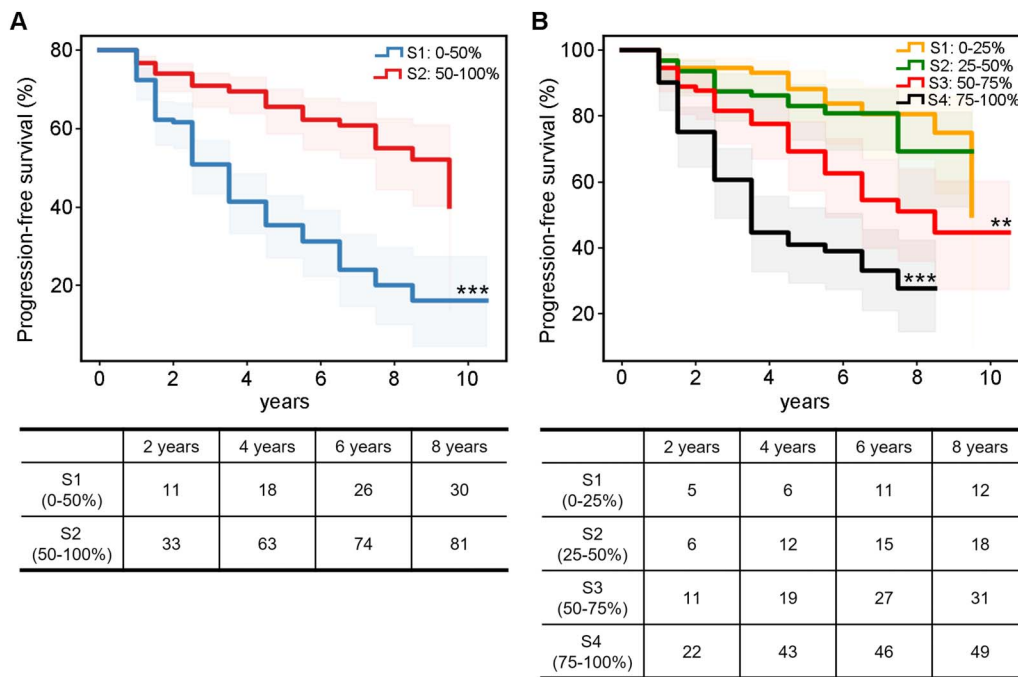 A
Progression-free survival (%)
80
60
40
20
S1: 0-50%
S2: 50-100%
***
0 2 4 6 8 10
years
2 years 4 years 6 years 8 years
S1
(0-50%) 11 18 26 30
S2
(50-100%) 33 63 74 81
B
Progression-free survival (%)
100
80
60
40
20
S1: 0-25%
S2: 25-50%
S3: 50-75%
S4: 75-100%
**
***
0 2 4 6 8 10
years
2 years 4 years 6 years 8 years
S1
(0-25%) 5 6 11 12
S2
(25-50%) 6 12 15 18
S3
(50-75%) 11 19 27 31
S4
(75-100%) 22 43 46 49